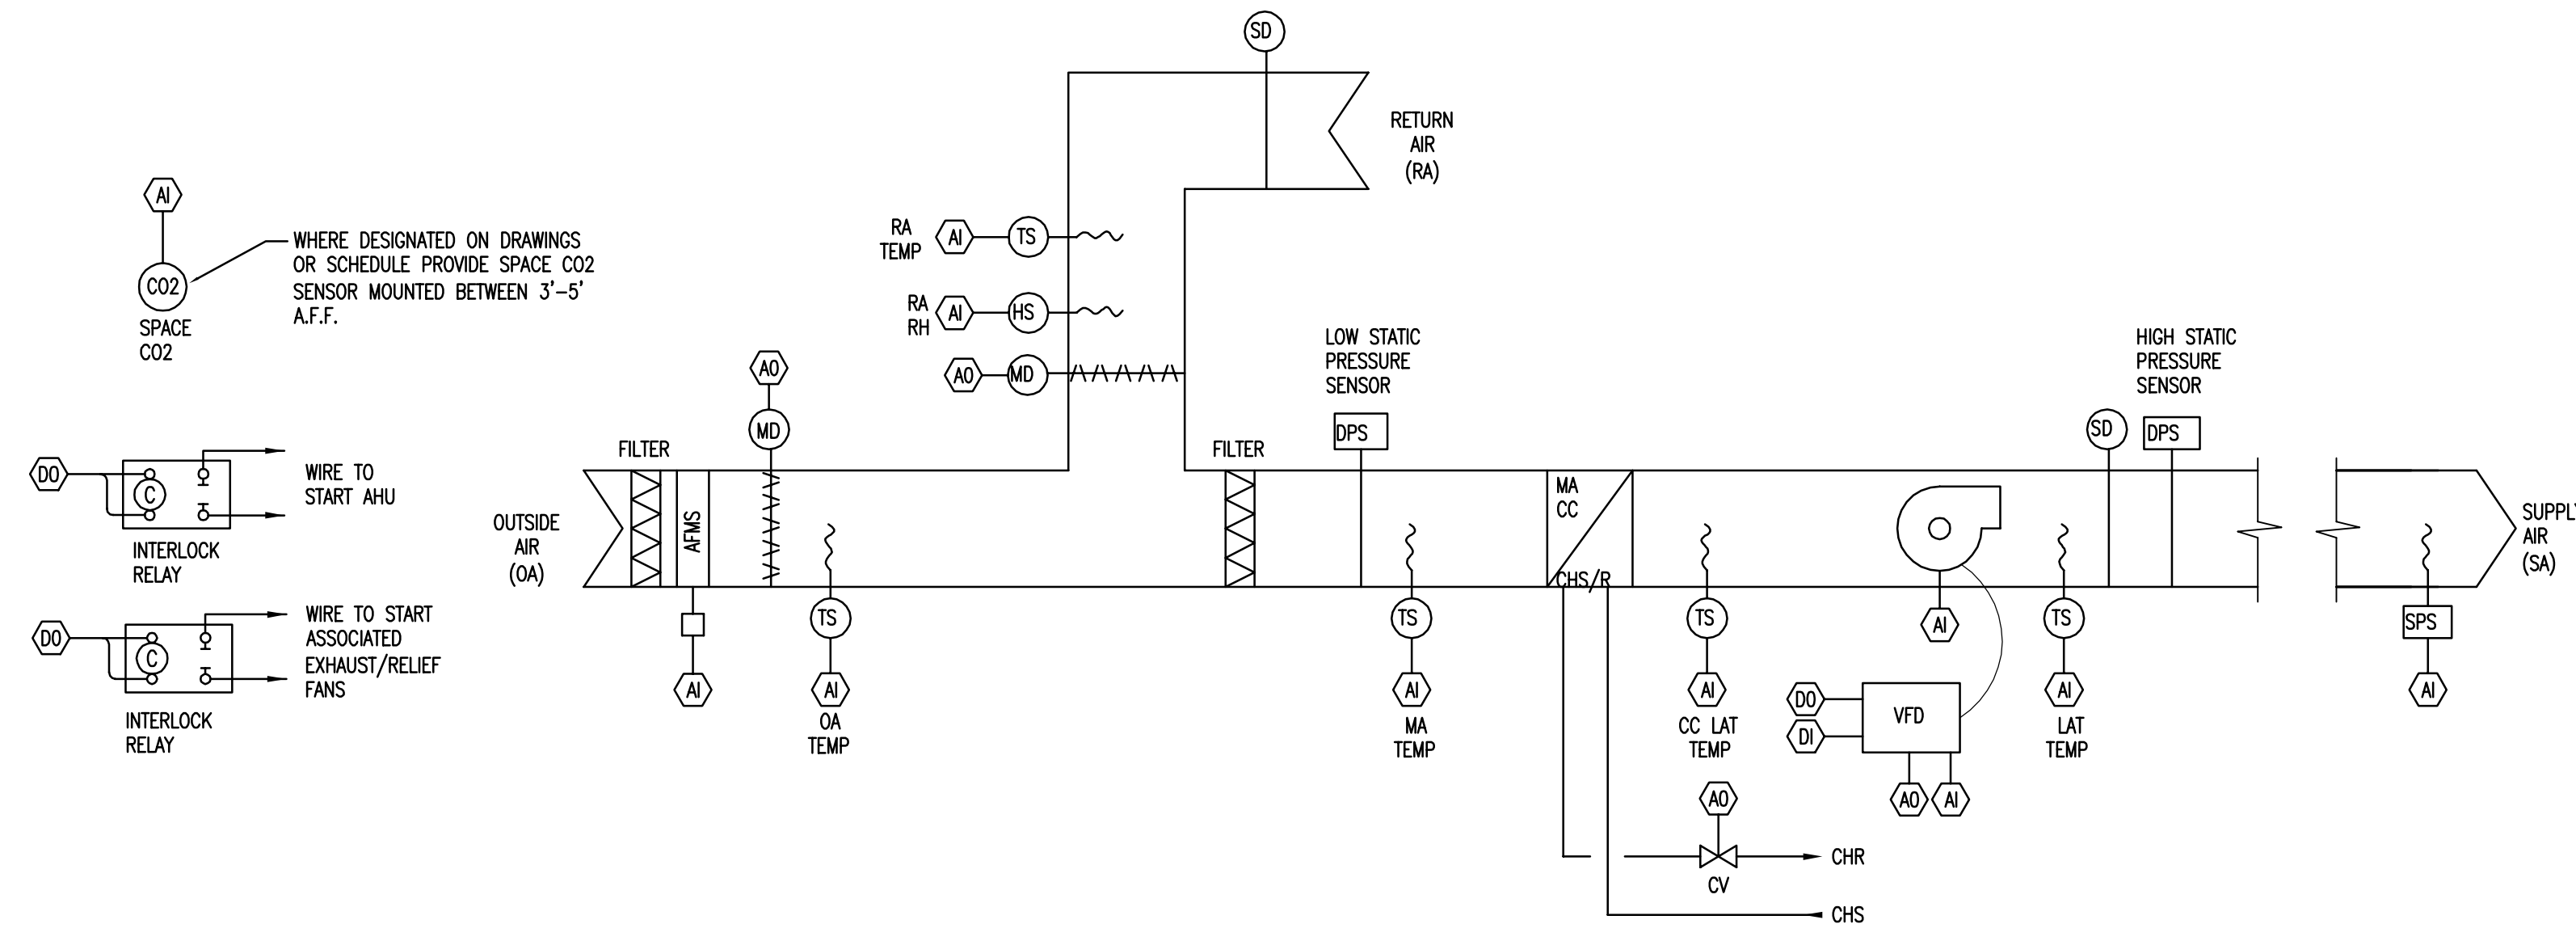 SD
RETURN
AIR
(RA)
AI
CO2
SPACE
CO2
WHERE DESIGNATED ON DRAWINGS
OR SCHEDULE PROVIDE SPACE CO2
SENSOR MOUNTED BETWEEN 3'-5'
A.F.F.
RA
TEMP
AI
TS
RA
RH
AI
HS
AO
MD
AO
MD
LOW STATIC
PRESSURE
SENSOR
DPS
HIGH STATIC
PRESSURE
SENSOR
SD
DPS
DO
C
WIRE TO
START AHU
INTERLOCK
RELAY
DO
C
WIRE TO START
ASSOCIATED
EXHAUST/RELIEF
FANS
INTERLOCK
RELAY
OUTSIDE
AIR
(OA)
FILTER
AFMS
AI
TS
AI
OA
TEMP
FILTER
TS
AI
MA
TEMP
MA
CC
CHS/R
TS
AI
CC LAT
TEMP
AI
DO
DI
VFD
AO
AI
TS
AI
LAT
TEMP
SUPPLY
AIR
(SA)
SPS
AI
AO
CV
CHR
CHS